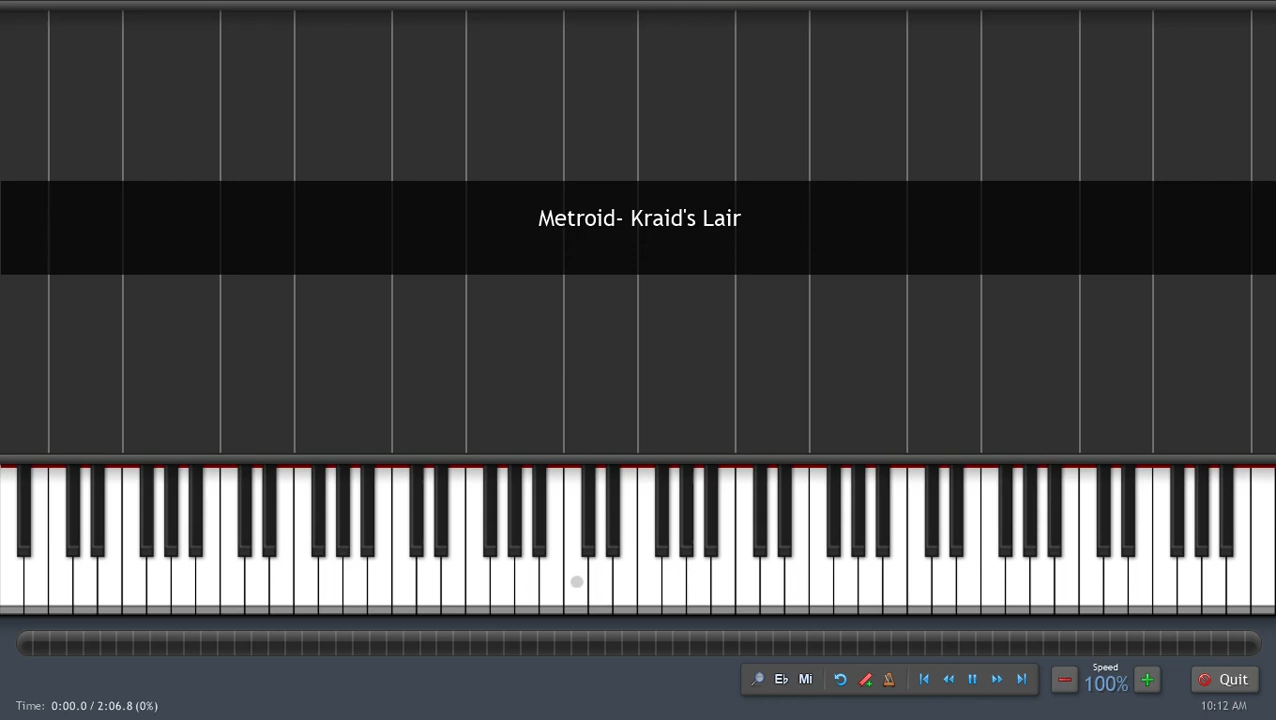 Metroid- Kraid's Lair
Speed
E♭ Mi 100% Quit
Time: 0:00.0 / 2:06.8 (0%) 10:12 AM